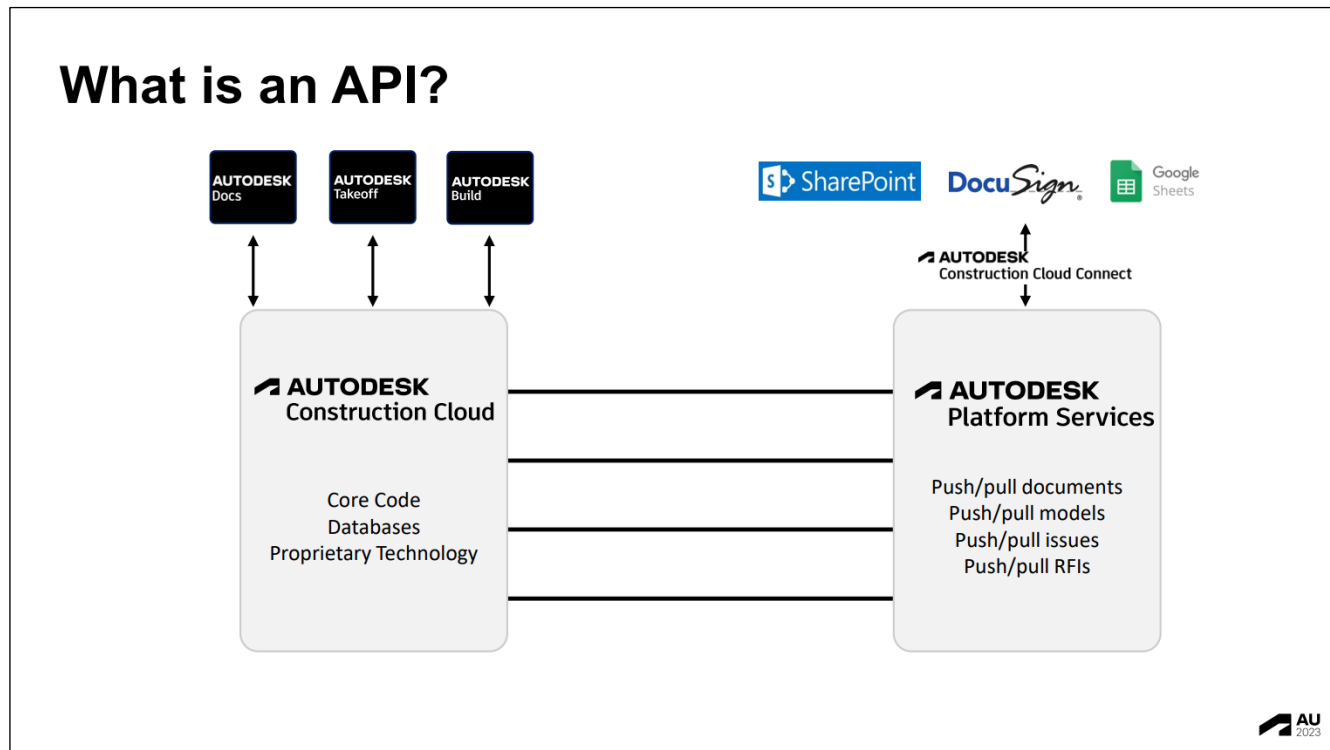 What is an API?
AUTODESK
Docs
AUTODESK
Takeoff
AUTODESK
Build
S SharePoint
DocuSign®
Google
Sheets
AUTODESK
Construction Cloud Connect
AUTODESK
Construction Cloud
Core Code
Databases
Proprietary Technology
AUTODESK
Platform Services
Push/pull documents
Push/pull models
Push/pull issues
Push/pull RFIs
AU
2023